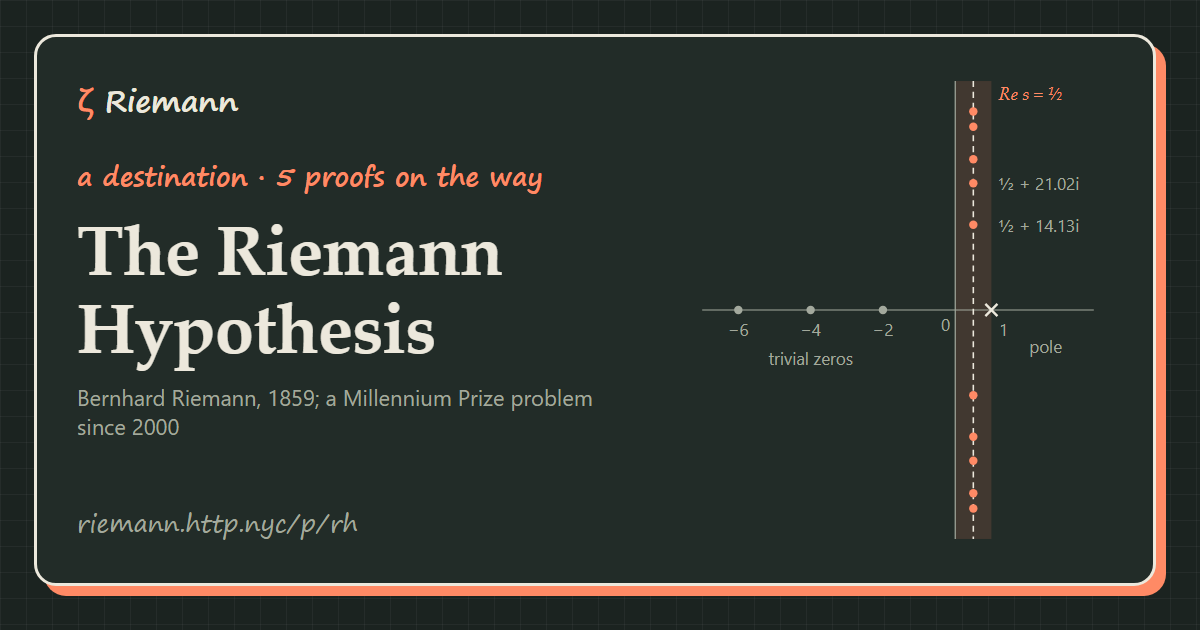 ζ Riemann
a destination · 5 proofs on the way
The Riemann
Hypothesis
Bernhard Riemann, 1859; a Millennium Prize problem
since 2000
riemann.http.nyc/p/rh
Re s = ½
½ + 21.02i
½ + 14.13i
−6 −4 −2 0 1
trivial zeros
pole